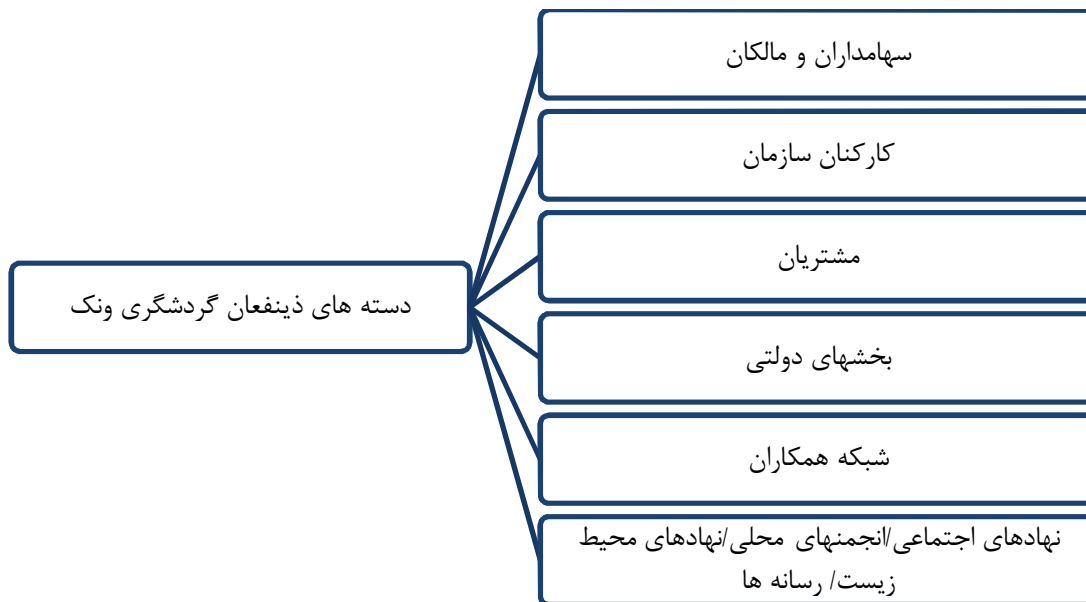 دسته های ذینفعان گردشگری ونک
سهامداران و مالکان
کارکنان سازمان
مشتریان
بخشهای دولتی
شبکه همکاران
نهادهای اجتماعی/انجمنهای محلی/نهادهای محیط
زیست/ رسانه ها